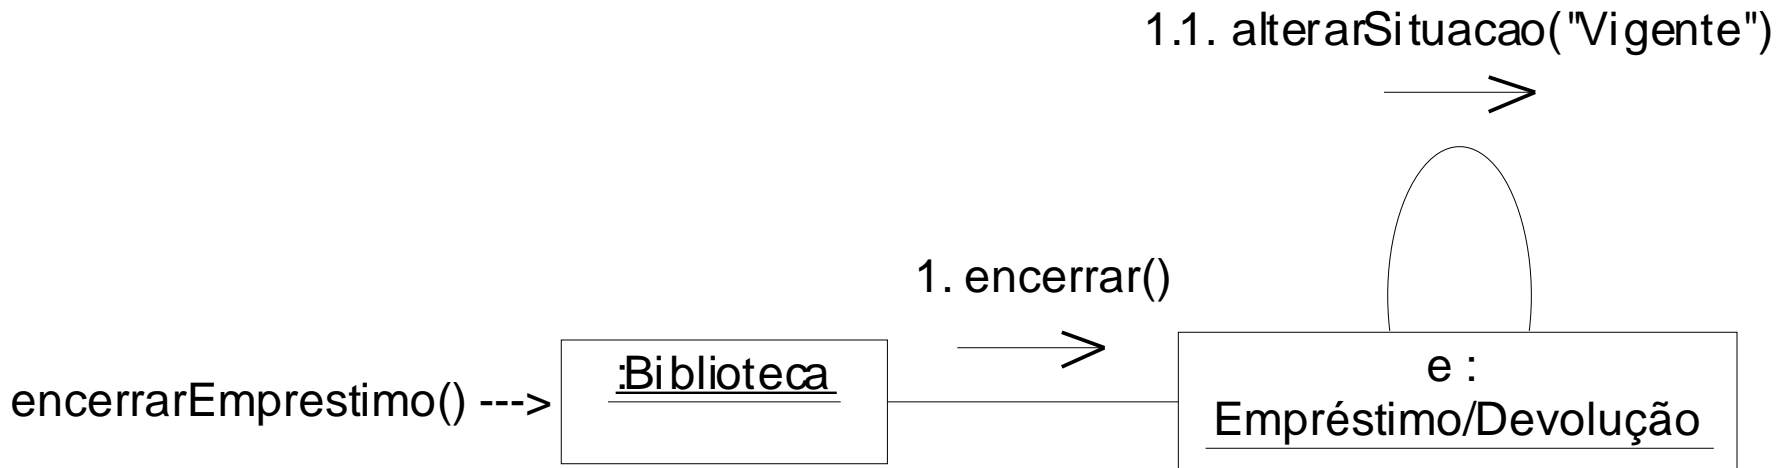 1.1. alterarSituacao("Vigente")
1. encerrar()
encerrarEmprestimo() --->
:Biblioteca
e :
Empréstimo/Devolução